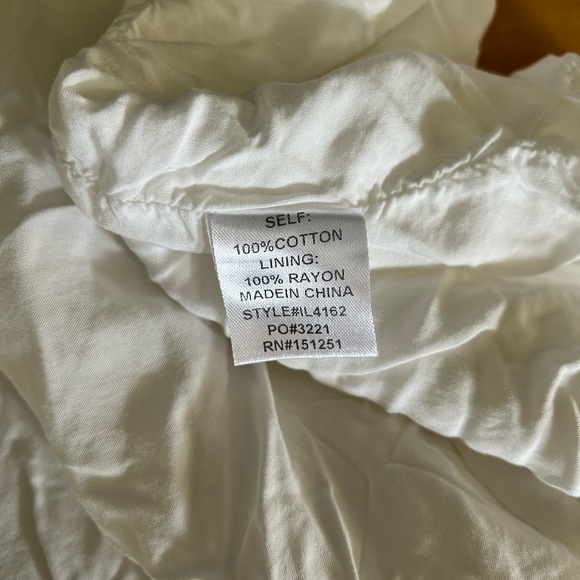 SELF:
100%COTTON
LINING:
100% RAYON
MADEIN CHINA
STYLE#IL4162
PO#3221
RN#151251